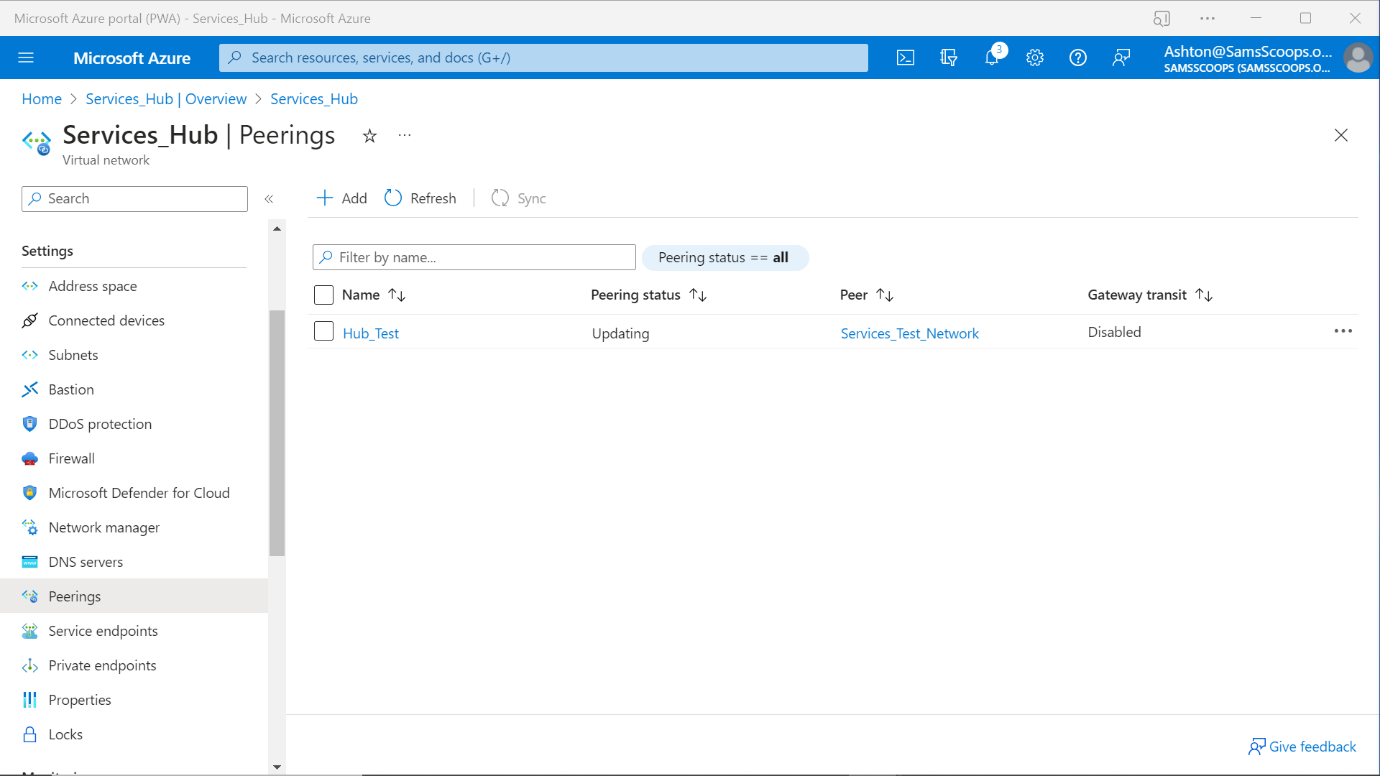 Microsoft Azure portal (PWA) - Services_Hub - Microsoft Azure
Microsoft Azure
Search resources, services, and docs (G+/)
3
Ashton@SamsScoops.o...
SAMSSCOOPS (SAMSSCOOPS.O...
Home > Services_Hub | Overview > Services_Hub
Services_Hub | Peerings
Virtual network
Search
Add
Refresh
Sync
Settings
Address space
Connected devices
Subnets
Bastion
DDoS protection
Firewall
Microsoft Defender for Cloud
Network manager
DNS servers
Peerings
Service endpoints
Private endpoints
Properties
Locks
Filter by name...
Peering status == all
Name Peering status Peer Gateway transit
Hub_Test Updating Services_Test_Network Disabled
Give feedback